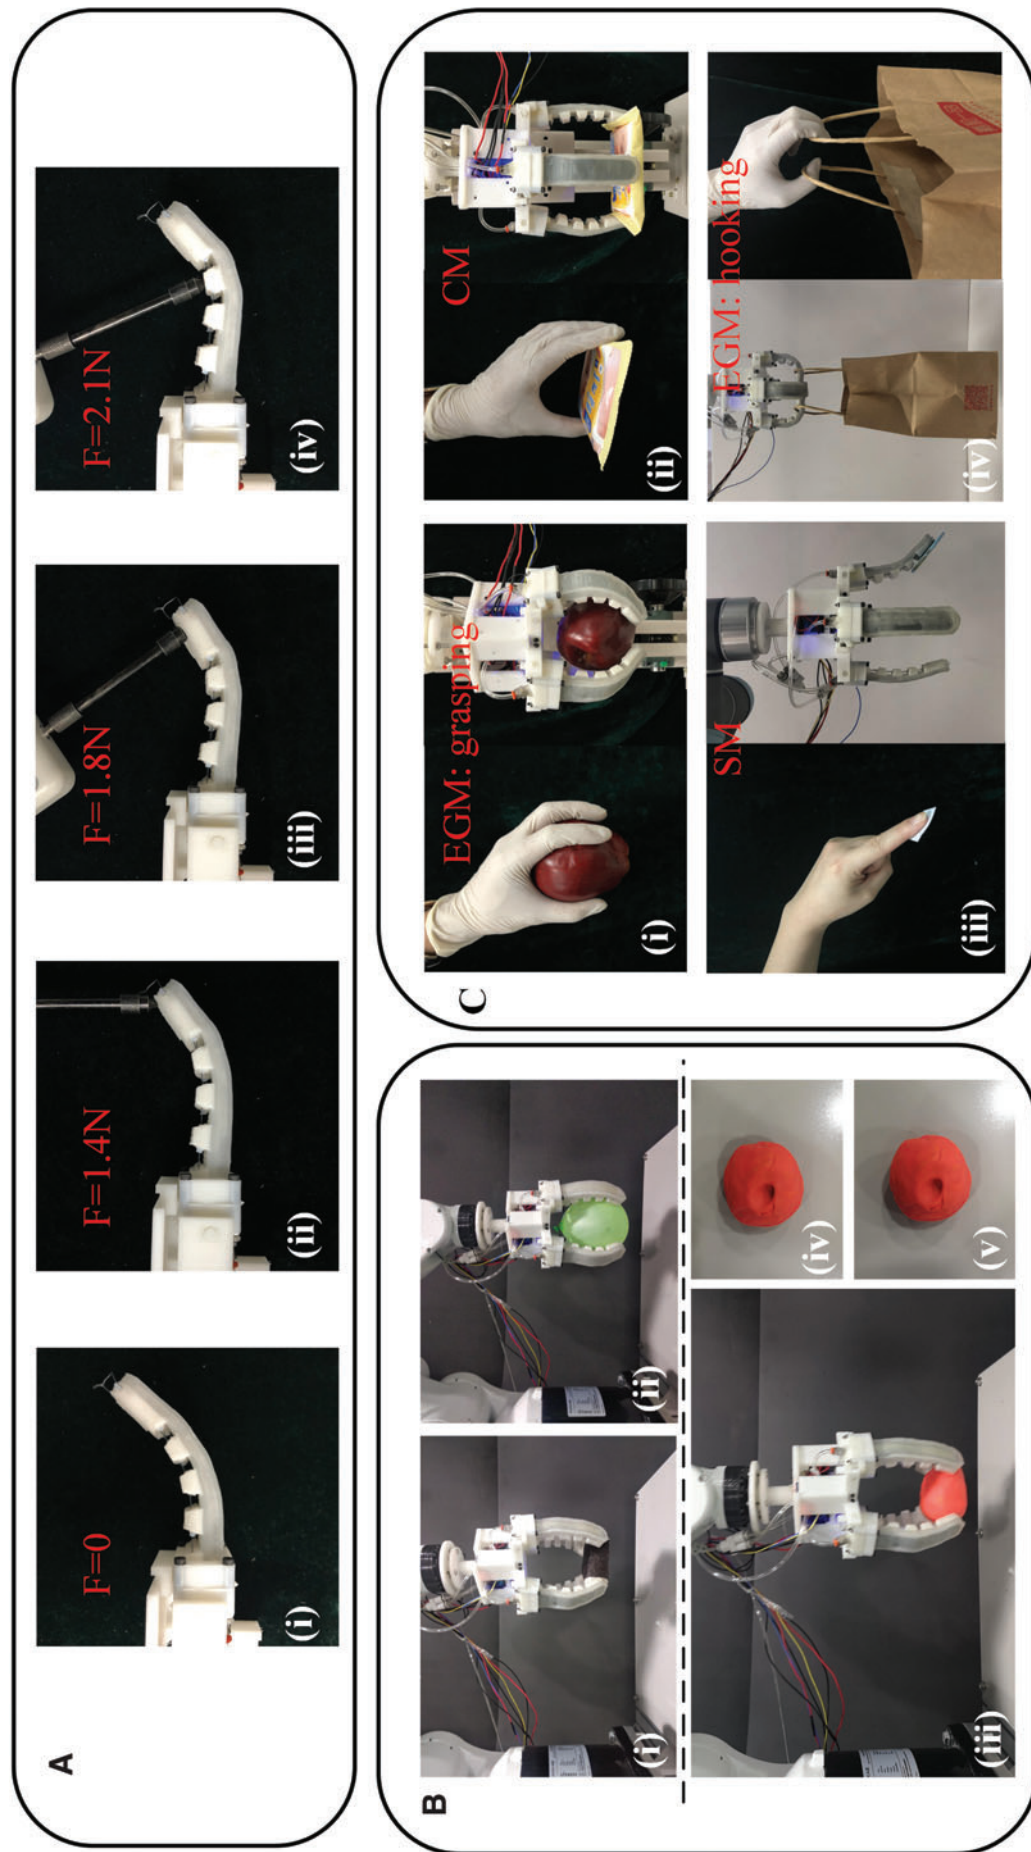 A
F=0
(i)
F=1.4N
(ii)
F=1.8N
(iii)
F=2.1N
(iv)
B
(i)
(ii)
(iii)
(iv)
(v)
C
EGM: grasping
(i)
CM
(ii)
SM
(iii)
EGM: hooking
(iv)